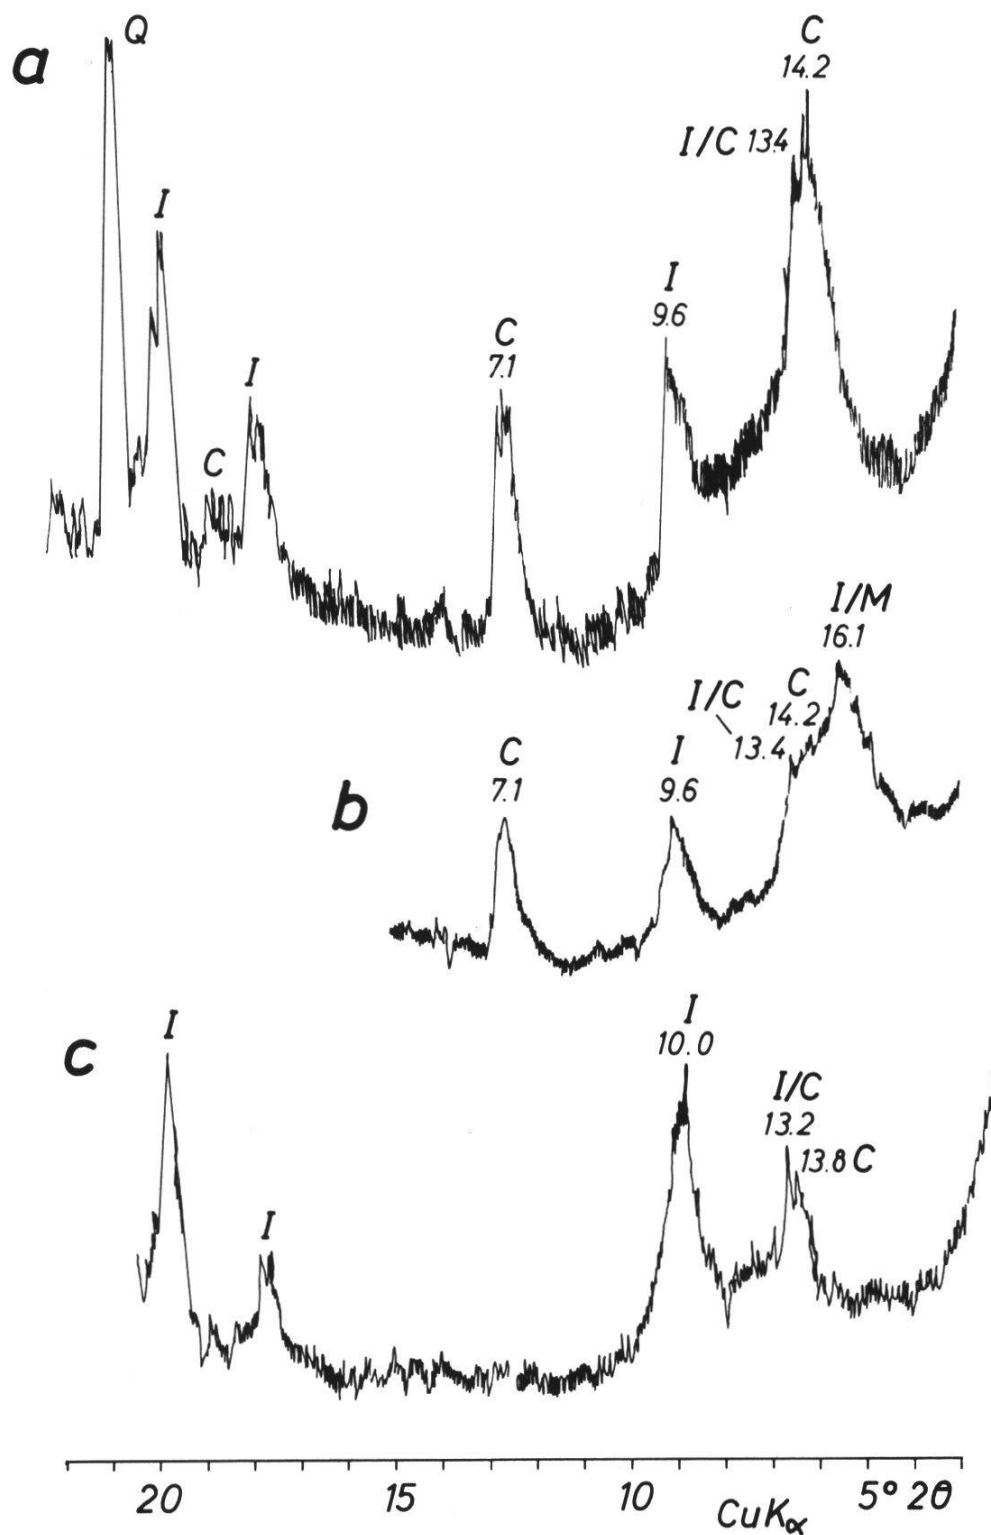 a
Q
I
C
I
C
7.1
I
9.6
I/C 13.4
C
14.2
b
C
7.1
I
9.6
I/C
13.4
C
14.2
I/M
16.1
c
I
I
I
10.0
I/C
13.2
13.8 C
20 15 10 5° 2θ
CuKα